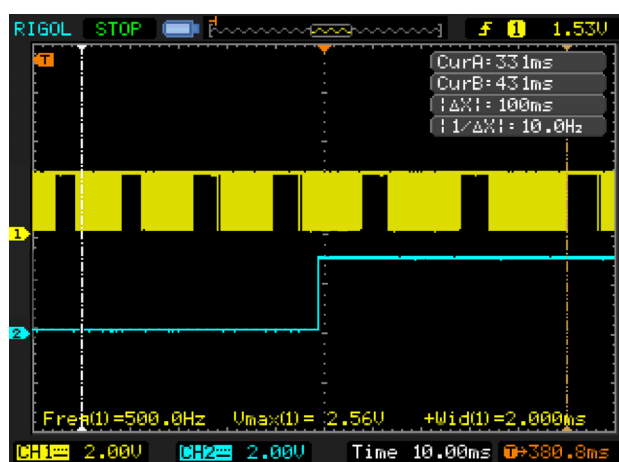 RIGOL STOP f 1 1.53V
T
CurA=331ms
CurB=431ms
|ΔX|=100ms
|1/ΔX|=10.0Hz
1
2
Freq(1)=500.0Hz Vmax(1)= 2.56V +Wid(1)=2.000ms
CH1 2.00V CH2 2.00V Time 10.00ms T→380.8ms